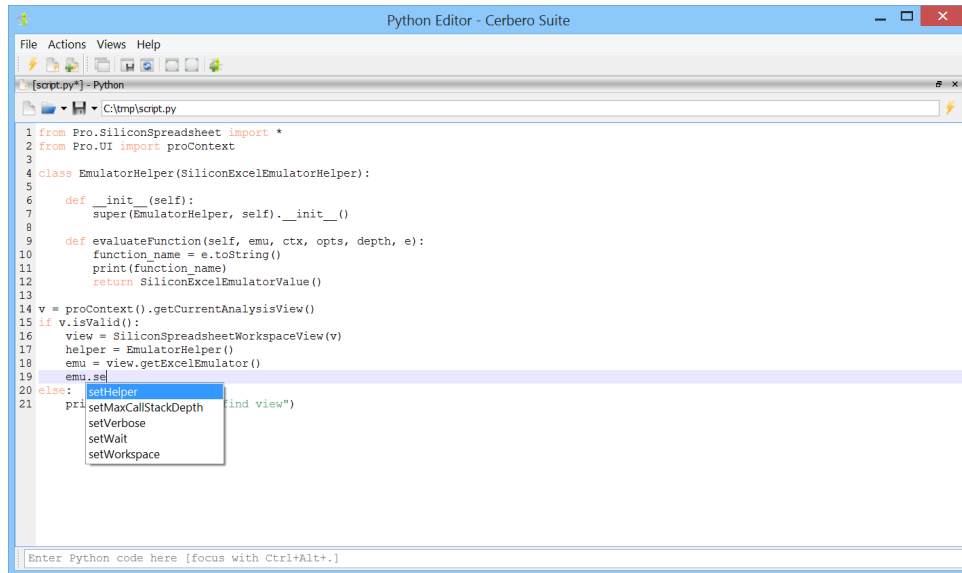 Python Editor - Cerbero Suite
File Actions Views Help
[script.py*] - Python
C:\tmp\script.py
1 from Pro.SiliconSpreadsheet import *
2 from Pro.UI import proContext
3
4 class EmulatorHelper(SiliconExcelEmulatorHelper):
5
6     def __init__(self):
7         super(EmulatorHelper, self).__init__()
8
9     def evaluateFunction(self, emu, ctx, opts, depth, e):
10         function_name = e.toString()
11         print(function_name)
12         return SiliconExcelEmulatorValue()
13
14 v = proContext().getCurrentAnalysisView()
15 if v.isValid():
16     view = SiliconSpreadsheetWorkspaceView(v)
17     helper = EmulatorHelper()
18     emu = view.getExcelEmulator()
19     emu.se
20 else:
21     pri find view")
setHelper
setMaxCallStackDepth
setVerbose
setWait
setWorkspace
Enter Python code here [focus with Ctrl+Alt+.]